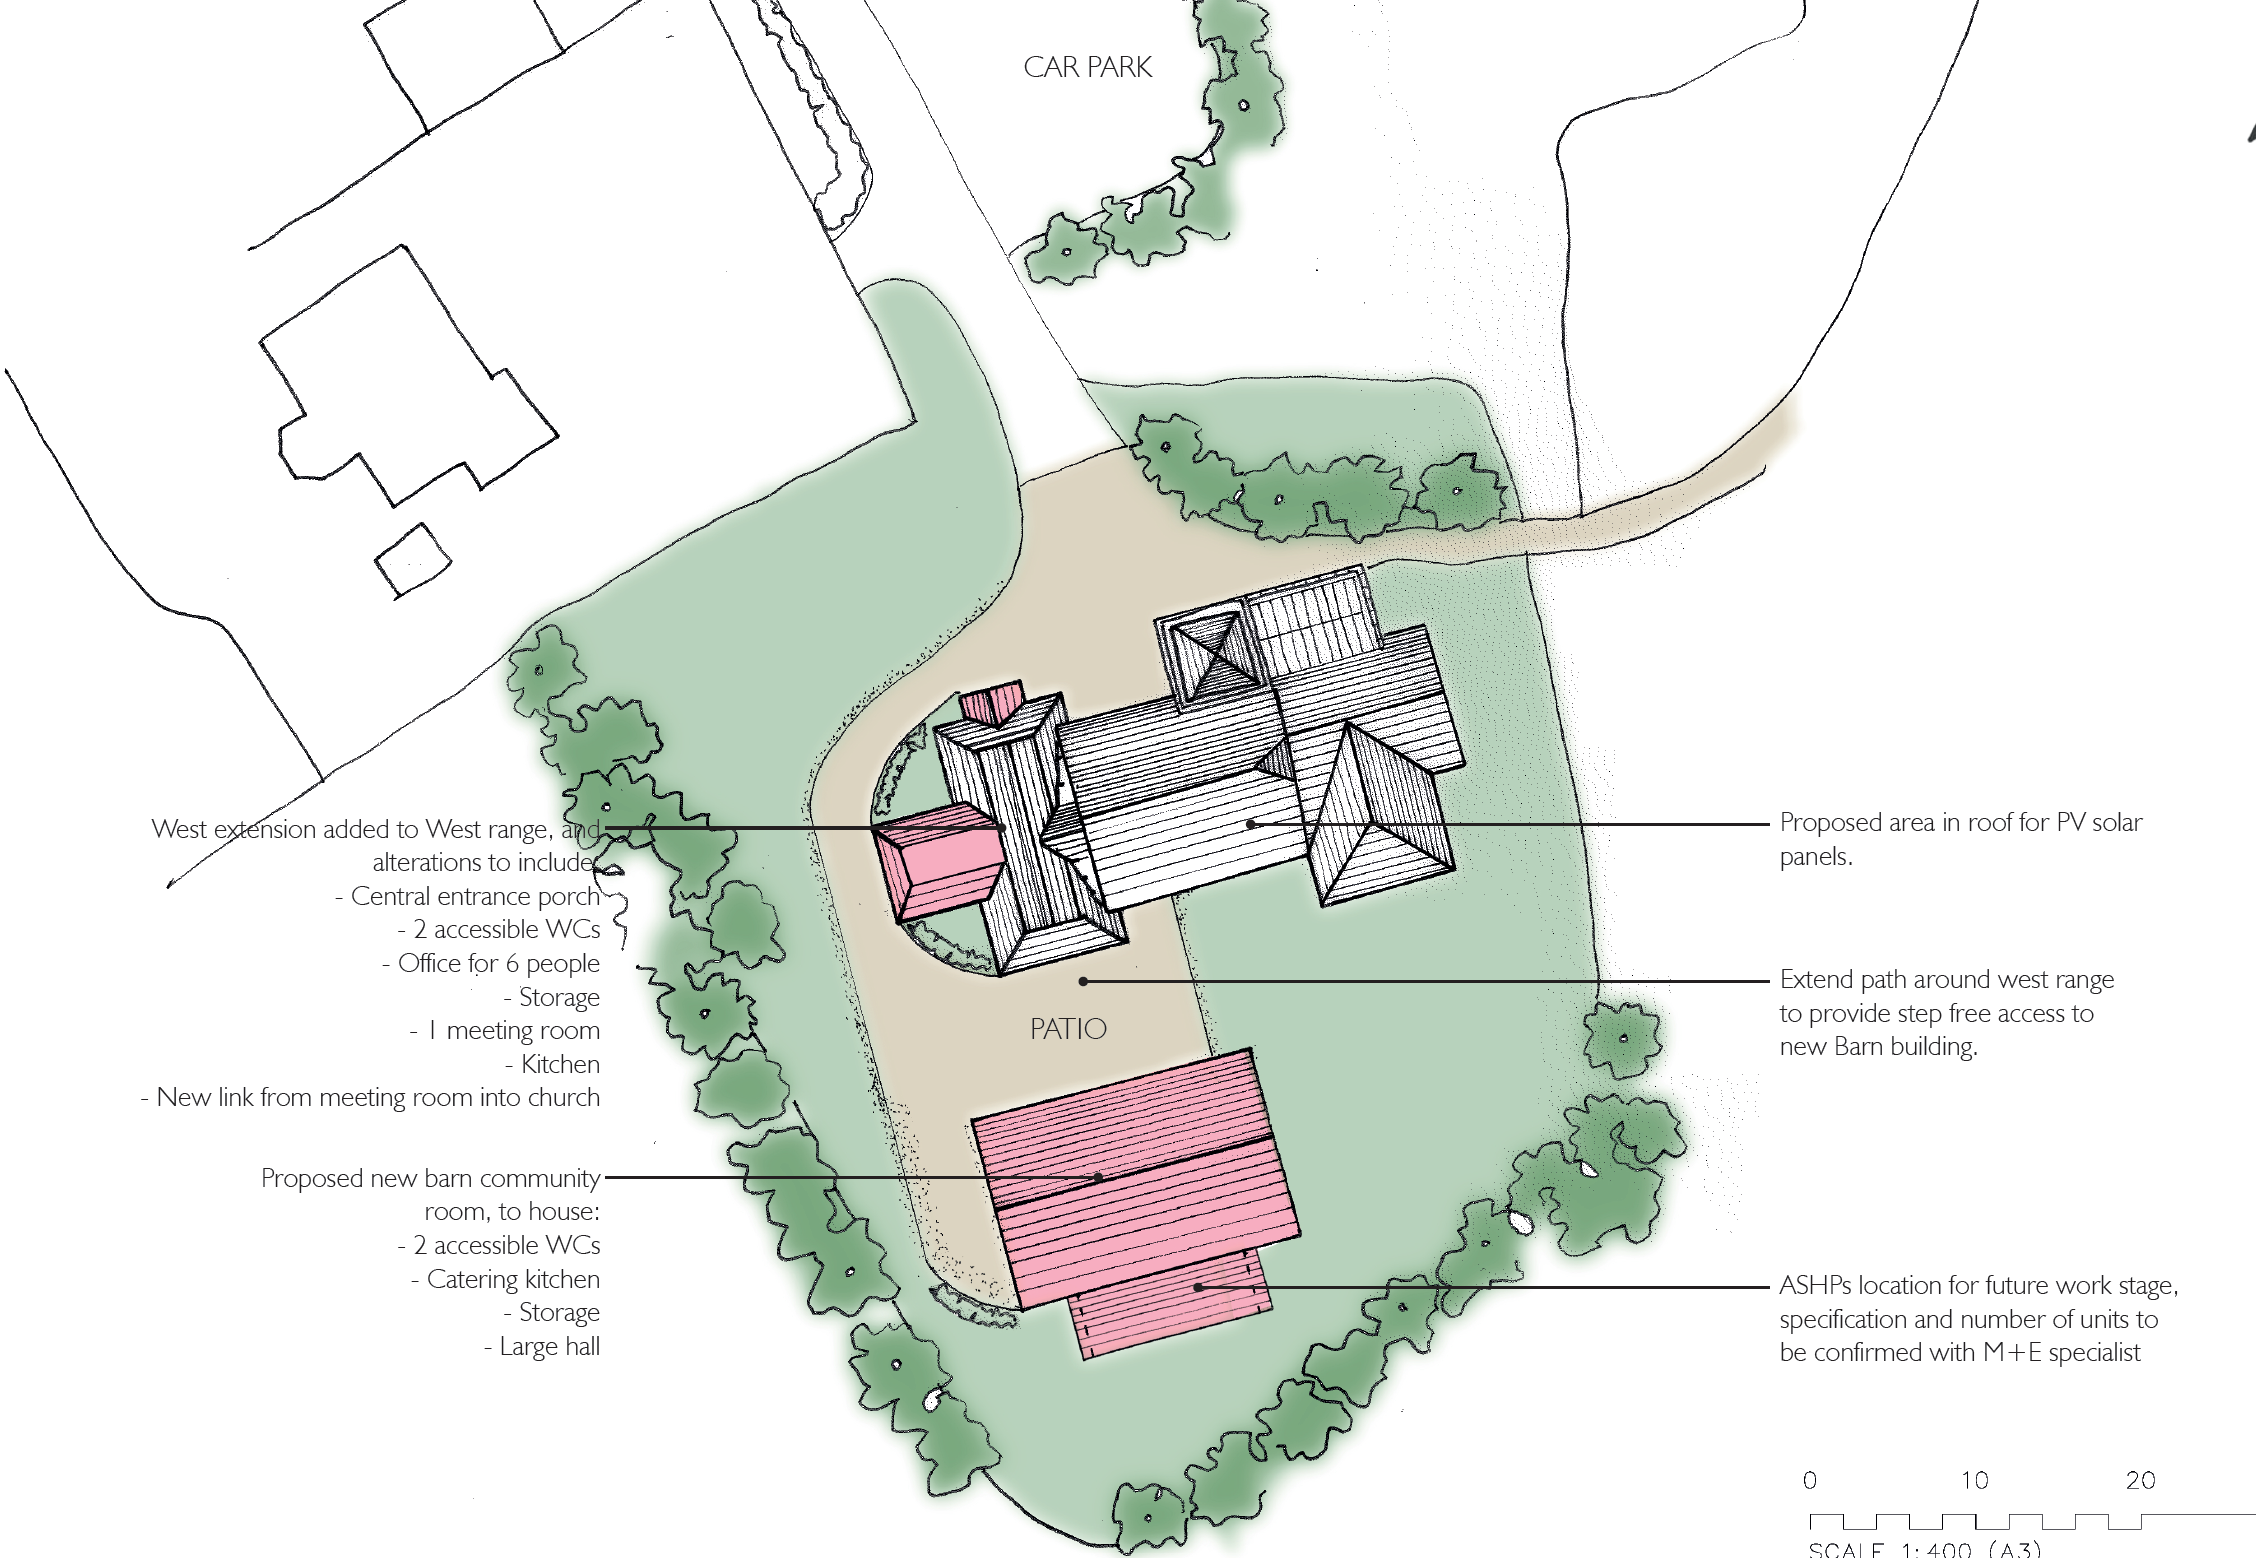 CAR PARK
West extension added to West range, and
alterations to include:
- Central entrance porch
- 2 accessible WCs
- Office for 6 people
- Storage
- 1 meeting room
- Kitchen
- New link from meeting room into church
Proposed new barn community
room, to house:
- 2 accessible WCs
- Catering kitchen
- Storage
- Large hall
PATIO
Proposed area in roof for PV solar
panels.
Extend path around west range
to provide step free access to
new Barn building.
ASHPs location for future work stage,
specification and number of units to
be confirmed with M+E specialist
0 10 20
SCALE 1:400 (A3)